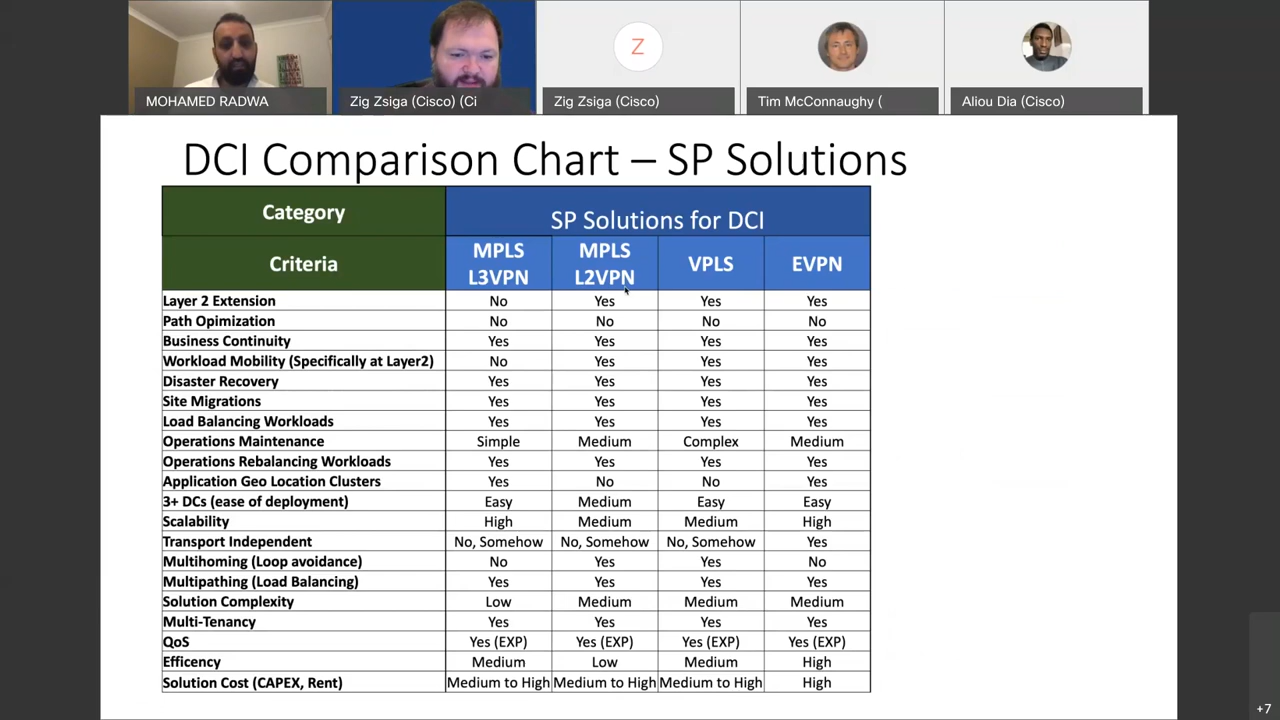 MOHAMED RADWA
Zig Zsiga (Cisco) (Ci
Z
Zig Zsiga (Cisco)
Tim McConnaughy (
Aliou Dia (Cisco)
DCI Comparison Chart – SP Solutions
Category SP Solutions for DCI
Criteria MPLS L3VPN MPLS L2VPN VPLS EVPN
Layer 2 Extension No Yes Yes Yes
Path Opimization No No No No
Business Continuity Yes Yes Yes Yes
Workload Mobility (Specifically at Layer2) No Yes Yes Yes
Disaster Recovery Yes Yes Yes Yes
Site Migrations Yes Yes Yes Yes
Load Balancing Workloads Yes Yes Yes Yes
Operations Maintenance Simple Medium Complex Medium
Operations Rebalancing Workloads Yes Yes Yes Yes
Application Geo Location Clusters Yes No No Yes
3+ DCs (ease of deployment) Easy Medium Easy Easy
Scalability High Medium Medium High
Transport Independent No, Somehow No, Somehow No, Somehow Yes
Multihoming (Loop avoidance) No Yes Yes No
Multipathing (Load Balancing) Yes Yes Yes Yes
Solution Complexity Low Medium Medium Medium
Multi-Tenancy Yes Yes Yes Yes
QoS Yes (EXP) Yes (EXP) Yes (EXP) Yes (EXP)
Efficency Medium Low Medium High
Solution Cost (CAPEX, Rent) Medium to High Medium to High Medium to High High
+7